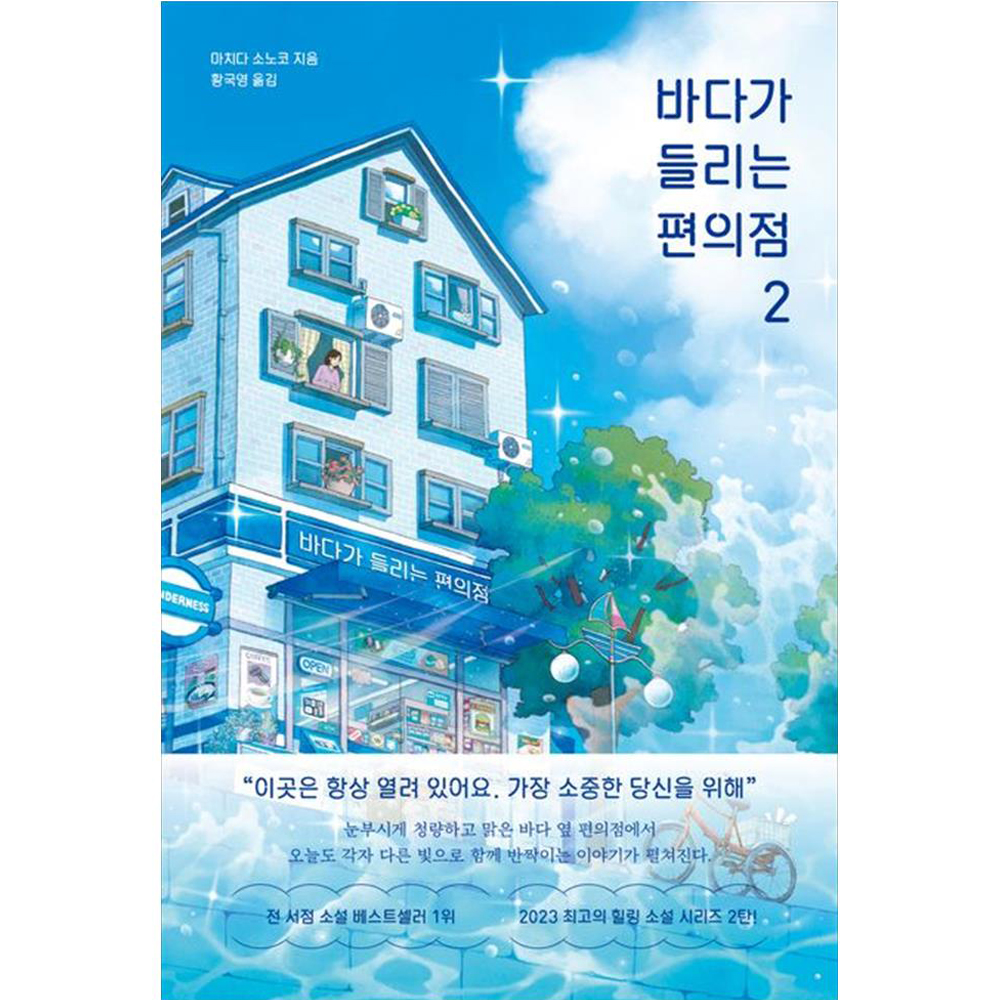 마치다 소노코 지음
황국영 옮김
바다가
들리는
편의점
2
바다가 들리는 편의점
NDERNESS
OPEN
“이곳은 항상 열려 있어요. 가장 소중한 당신을 위해”
눈부시게 청량하고 맑은 바다 옆 편의점에서
오늘도 각자 다른 빛으로 함께 반짝이는 이야기가 펼쳐진다.
전 서점 소설 베스트셀러 1위
2023 최고의 힐링 소설 시리즈 2탄!